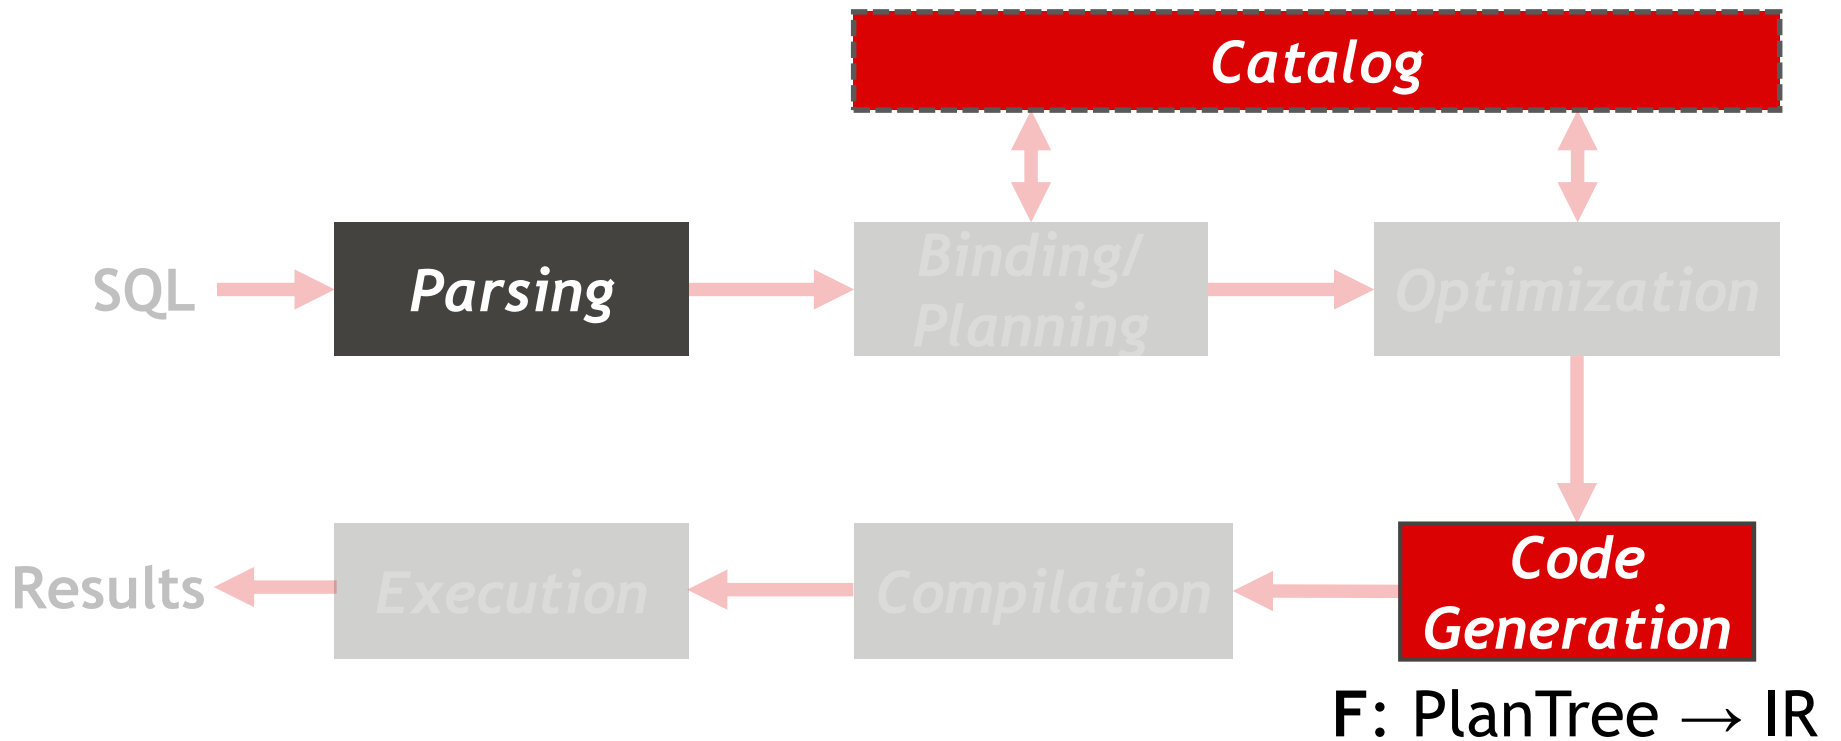 Catalog
SQL
Parsing
Binding/
Planning
Optimization
Results
Execution
Compilation
Code
Generation
F: PlanTree → IR